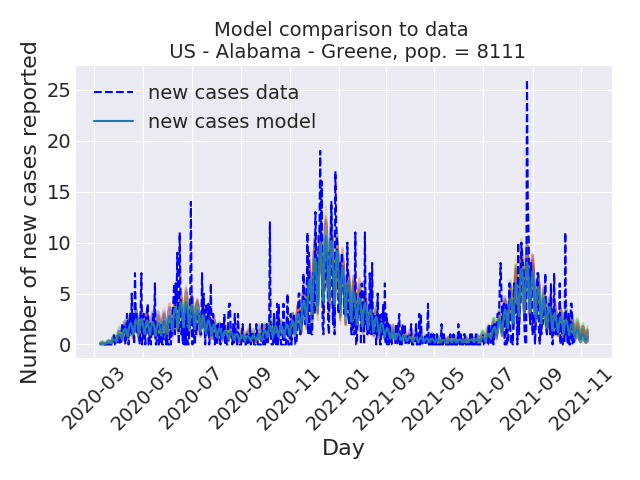 Model comparison to data
US - Alabama - Greene, pop. = 8111
Number of new cases reported
25
20
15
10
5
0
new cases data
new cases model
2020-03
2020-05
2020-07
2020-09
2020-11
2021-01
2021-03
2021-05
2021-07
2021-09
2021-11
Day